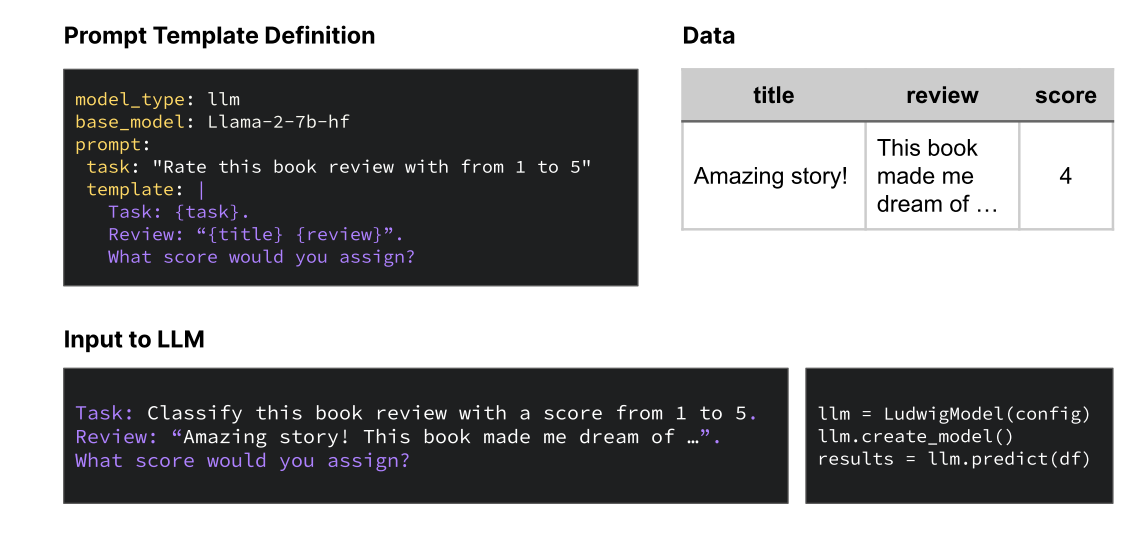 Prompt Template Definition
model_type: llm
base_model: Llama-2-7b-hf
prompt:
task: "Rate this book review with from 1 to 5"
template: |
Task: {task}.
Review: “{title} {review}”.
What score would you assign?
Data
title review score
Amazing story!
This book
made me
dream of …
4
Input to LLM
Task: Classify this book review with a score from 1 to 5.
Review: “Amazing story! This book made me dream of …”.
What score would you assign?
llm = LudwigModel(config)
llm.create_model()
results = llm.predict(df)